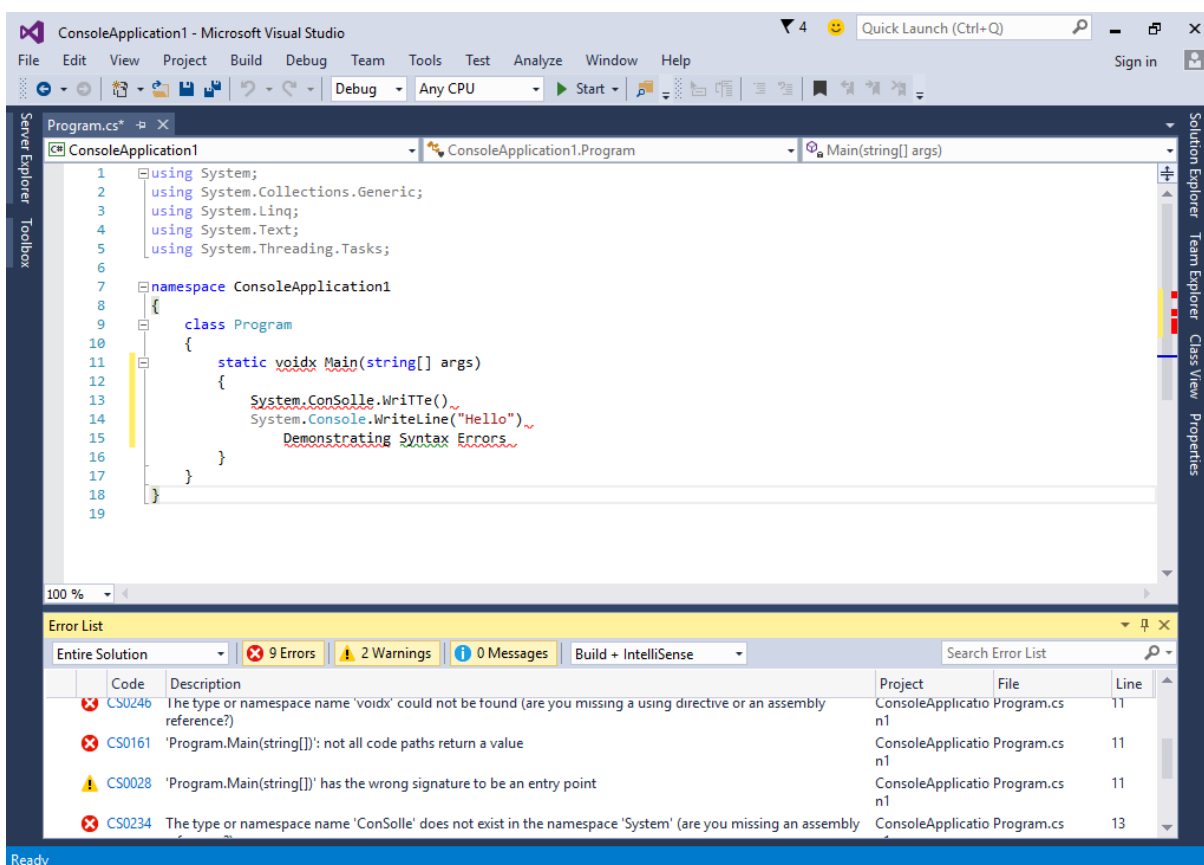 ConsoleApplication1 - Microsoft Visual Studio
4
Quick Launch (Ctrl+Q)
File Edit View Project Build Debug Team Tools Test Analyze Window Help
Sign in
Debug Any CPU Start
Server Explorer
Toolbox
Program.cs*
C# ConsoleApplication1 ConsoleApplication1.Program Main(string[] args)
1 using System;
2 using System.Collections.Generic;
3 using System.Linq;
4 using System.Text;
5 using System.Threading.Tasks;
6
7 namespace ConsoleApplication1
8 {
9 class Program
10 {
11 static voidx Main(string[] args)
12 {
13 System.ConSolle.WriTTe()
14 System.Console.WriteLine("Hello")
15 Demonstrating Syntax Errors
16 }
17 }
18 }
19
100 %
Solution Explorer
Team Explorer
Class View
Properties
Error List
Entire Solution 9 Errors 2 Warnings 0 Messages Build + IntelliSense Search Error List
Code Description Project File Line
CS0246 The type or namespace name 'voidx' could not be found (are you missing a using directive or an assembly ConsoleApplicatio Program.cs 11
reference?) n1
CS0161 'Program.Main(string[])': not all code paths return a value ConsoleApplicatio Program.cs 11
n1
CS0028 'Program.Main(string[])' has the wrong signature to be an entry point ConsoleApplicatio Program.cs 11
n1
CS0234 The type or namespace name 'ConSolle' does not exist in the namespace 'System' (are you missing an assembly ConsoleApplicatio Program.cs 13
Ready